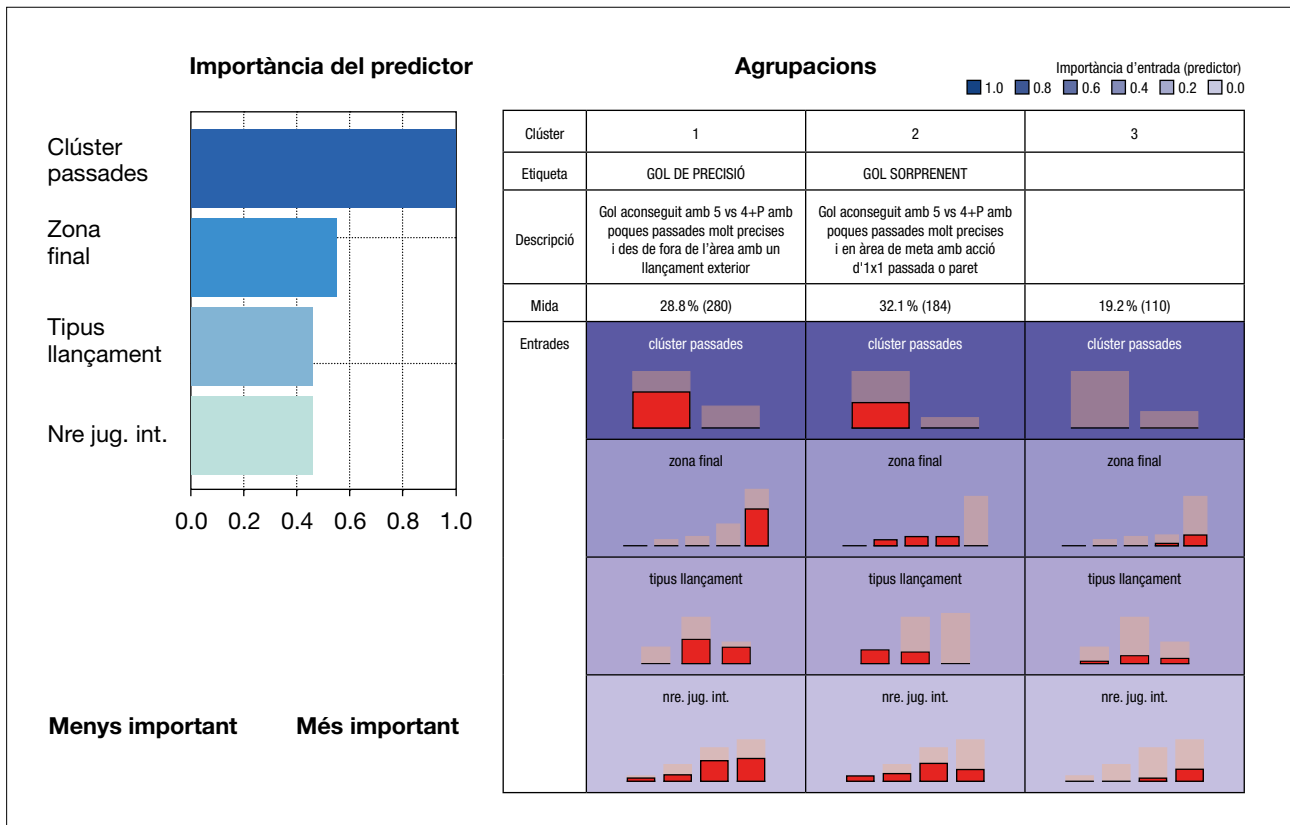 Importància del predictor
Clúster
passades
Zona
final
Tipus
llançament
Nre jug. int.
0.0 0.2 0.4 0.6 0.8 1.0
Menys important Més important
Agrupacions
Importància d'entrada (predictor)
1.0 0.8 0.6 0.4 0.2 0.0
Clúster 1 2 3
Etiqueta GOL DE PRECISIÓ GOL SORPRENENT
Descripció
Gol aconseguit amb 5 vs 4+P amb
poques passades molt precises
i des de fora de l'àrea amb un
llançament exterior
Gol aconseguit amb 5 vs 4+P amb
poques passades molt precises
i en àrea de meta amb acció
d'1x1 passada o paret
Mida 28.8 % (280) 32.1 % (184) 19.2 % (110)
Entrades clúster passades clúster passades clúster passades
zona final zona final zona final
tipus llançament tipus llançament tipus llançament
nre. jug. int. nre. jug. int. nre. jug. int.